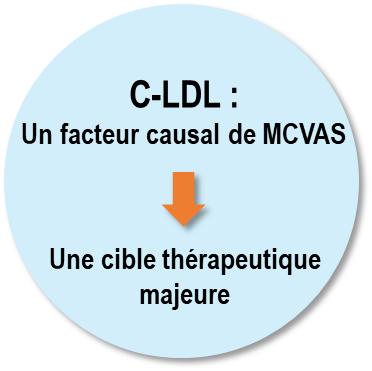 C-LDL :
Un facteur causal de MCVAS
Une cible thérapeutique
majeure